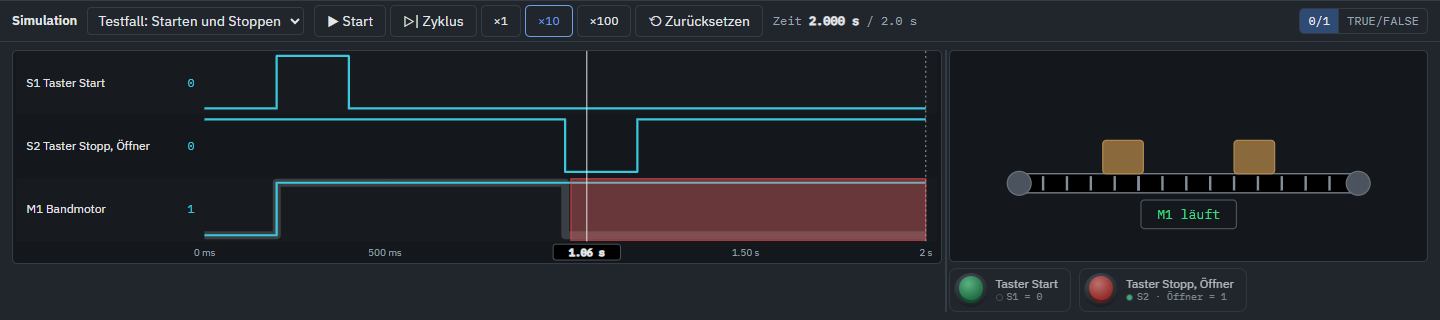 Simulation Testfall: Starten und Stoppen Start Zyklus ×1 ×10 ×100 Zurücksetzen Zeit 2.000 s / 2.0 s 0/1 TRUE/FALSE
S1 Taster Start 0
S2 Taster Stopp, Öffner 0
M1 Bandmotor 1
0 ms 500 ms 1.06 s 1.50 s 2 s
M1 läuft
Taster Start
S1 = 0
Taster Stopp, Öffner
S2 · Öffner = 1